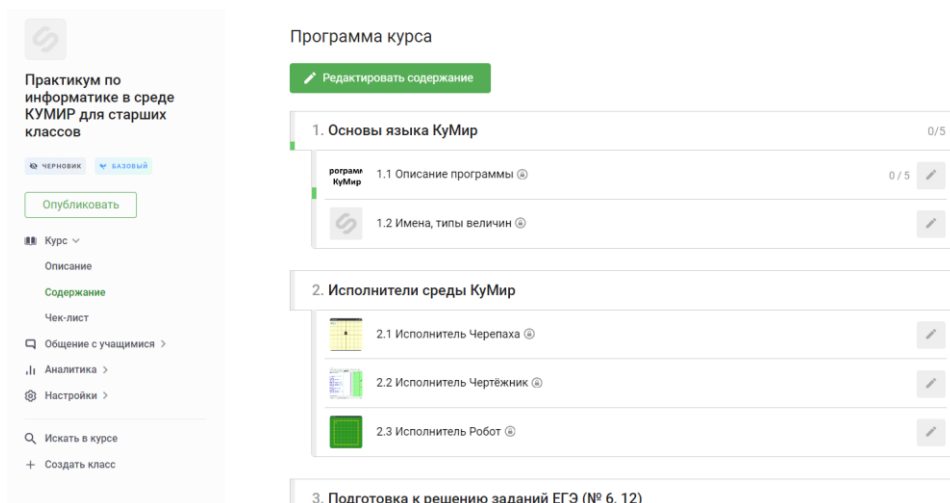 Практикум по
информатике в среде
КУМИР для старших
классов
ЧЕРНОВИК
БАЗОВЫЙ
Опубликовать
Курс
Описание
Содержание
Чек-лист
Общение с учащимися
Аналитика
Настройки
Искать в курсе
Создать класс
Программа курса
Редактировать содержание
1. Основы языка КуМир 0/5
КуМир
1.1 Описание программы 0 / 5
1.2 Имена, типы величин
2. Исполнители среды КуМир
2.1 Исполнитель Черепаха
2.2 Исполнитель Чертёжник
2.3 Исполнитель Робот
3. Подготовка к решению заданий ЕГЭ (№ 6, 12)